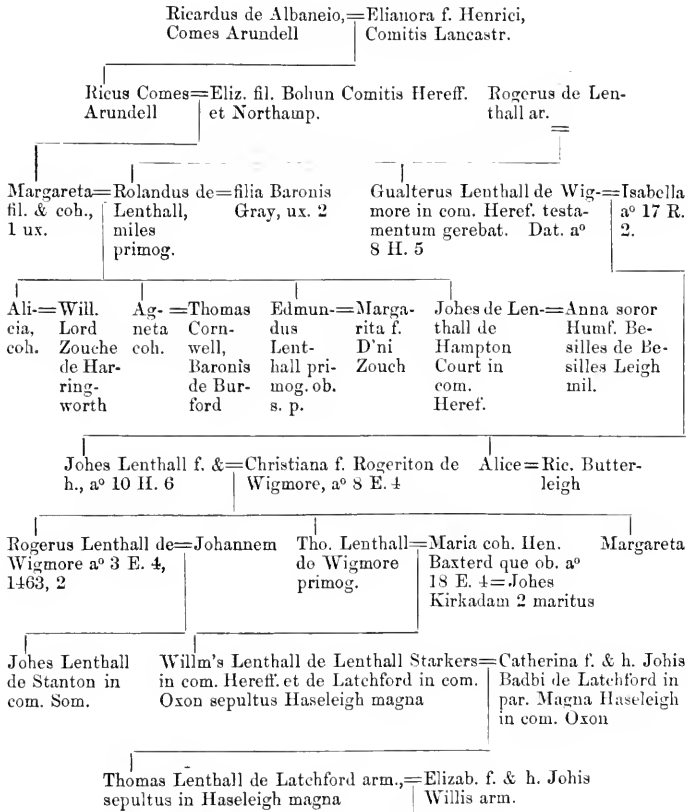 Ricardus de Albaneio,=Elianora f. Henrici,
Comes Arundell Comitis Lancastr.
Ricus Comes=Eliz. fil. Bohun Comitis Hereff.
Arundell et Northamp.
Rogerus de Len-
thall ar.
=
Margareta=Rolandus de=filia Baronis
fil. & coh., Lenthall, Gray, ux. 2
1 ux. miles
primog.
Gualterus Lenthall de Wig-=Isabella
more in com. Heref. testa- aº 17 R.
mentum gerebat. Dat. aº 2.
8 H. 5
Ali-=Will.
cia, Lord
coh. Zouche
de Har-
ring-
worth
Ag-=Thomas
neta Corn-
coh. well,
Baronis
de Bur-
ford
Edmun-=Marga-
dus rita f.
Lent- D'ni
hall pri- Zouch
mog. ob.
s. p.
Johes de Len-=Anna soror
thall de Humf. Be-
Hampton silles de Be-
Court in silles Leigh
com. mil.
Heref.
Johes Lenthall f. &=Christiana f. Rogeriton de
h., aº 10 H. 6 Wigmore, aº 8 E. 4
Alice=Ric. Butter-
leigh
Rogerus Lenthall de=Johannem
Wigmore aº 3 E. 4,
1463, 2
Tho. Lenthall=Maria coh. Hen.
de Wigmore Baxterd que ob. aº
primog. 18 E. 4=Johes
Kirkadam 2 maritus
Margareta
Johes Lenthall
de Stanton in
com. Som.
Willm's Lenthall de Lenthall Starkers=Catherina f. & h. Johis
in com. Hereff. et de Latchford in com. Badbi de Latchford in
Oxon sepultus Haseleigh magna par. Magna Haseleigh
in com. Oxon
Thomas Lenthall de Latchford arm.,=Elizab. f. & h. Johis
sepultus in Haseleigh magna Willis arm.